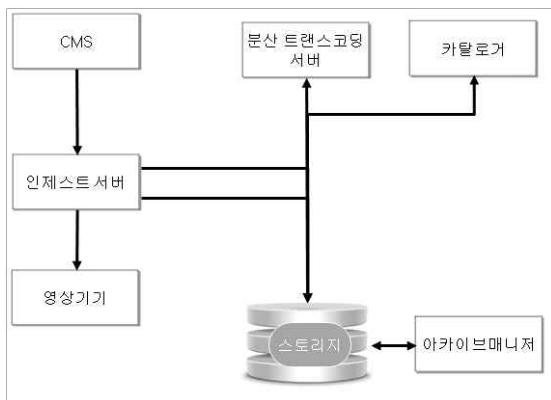 CMS
분산 트랜스코딩
서버
카탈로거
인제스트서버
영상기기
스토리지
아카이브매니저